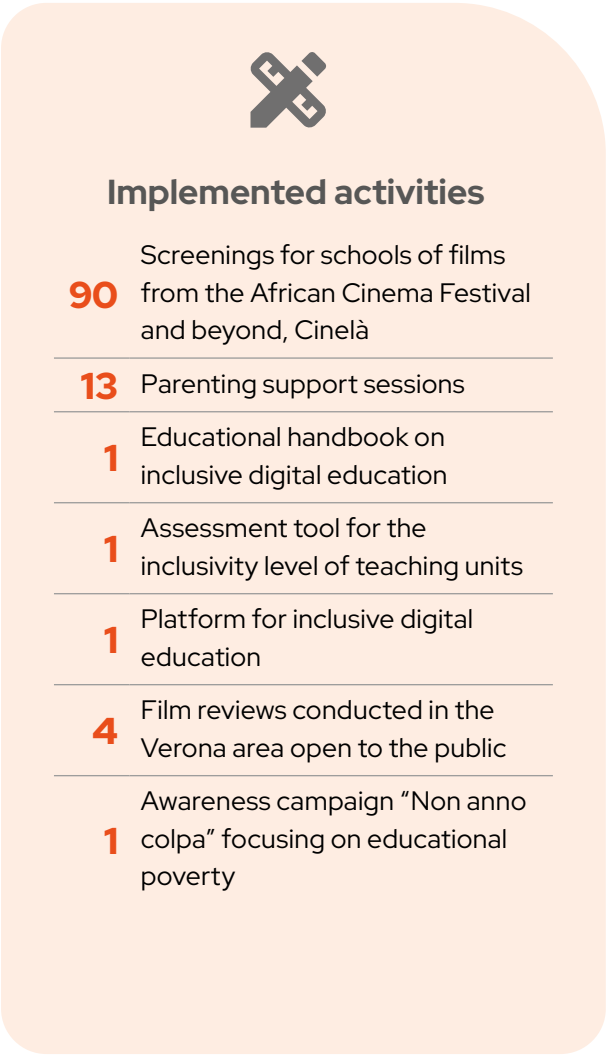 Implemented activities
Screenings for schools of films
90 from the African Cinema Festival
and beyond, Cinelà
13 Parenting support sessions
Educational handbook on
1 inclusive digital education
Assessment tool for the
1 inclusivity level of teaching units
Platform for inclusive digital
1 education
Film reviews conducted in the
4 Verona area open to the public
Awareness campaign “Non anno
1 colpa” focusing on educational
poverty